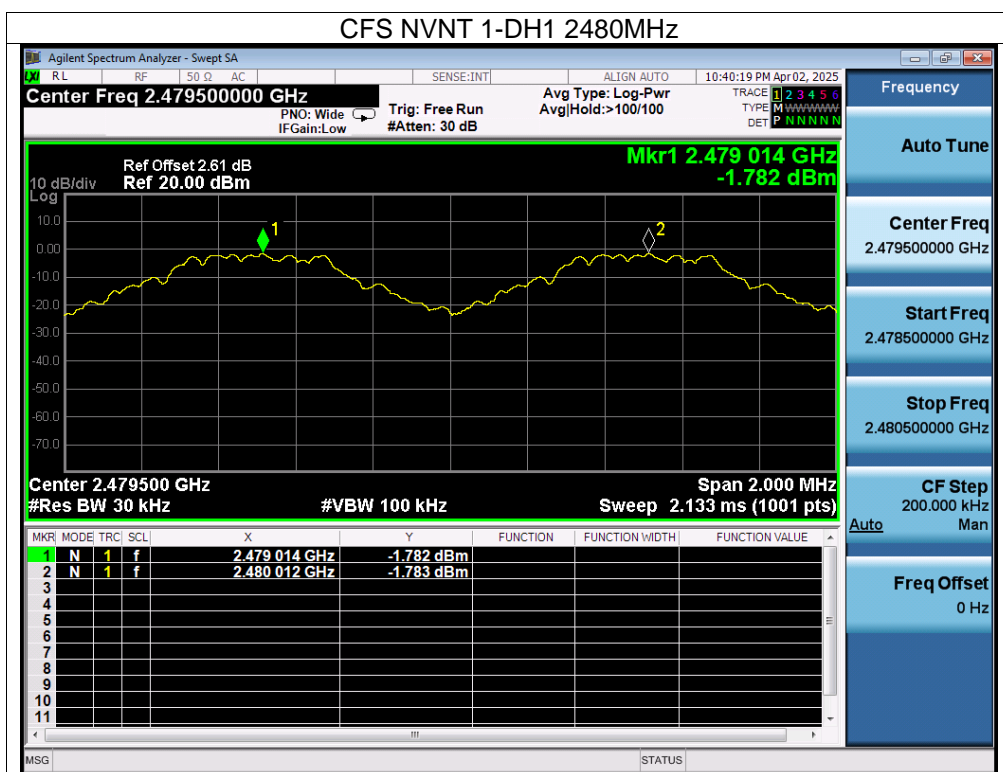 CFS NVNT 1-DH1 2480MHz
Agilent Spectrum Analyzer - Swept SA
LXI RL RF 50 Ω AC SENSE:INT ALIGN AUTO 10:40:19 PM Apr 02, 2025
Center Freq 2.479500000 GHz
PNO: Wide
IFGain:Low
Trig: Free Run
#Atten: 30 dB
Avg Type: Log-Pwr
Avg|Hold:>100/100
TRACE 1 2 3 4 5 6
TYPE M WWWWW
DET P N N N N N
Mkr1 2.479 014 GHz
-1.782 dBm
Ref Offset 2.61 dB
10 dB/div Ref 20.00 dBm
Log
10.0
0.00
-10.0
-20.0
-30.0
-40.0
-50.0
-60.0
-70.0
1
2
Center 2.479500 GHz Span 2.000 MHz
#Res BW 30 kHz #VBW 100 kHz Sweep 2.133 ms (1001 pts)
MKR MODE TRC SCL X Y FUNCTION FUNCTION WIDTH FUNCTION VALUE
1 N 1 f 2.479 014 GHz -1.782 dBm
2 N 1 f 2.480 012 GHz -1.783 dBm
3
4
5
6
7
8
9
10
11
MSG STATUS
Frequency
Auto Tune
Center Freq
2.479500000 GHz
Start Freq
2.478500000 GHz
Stop Freq
2.480500000 GHz
CF Step
200.000 kHz
Auto Man
Freq Offset
0 Hz